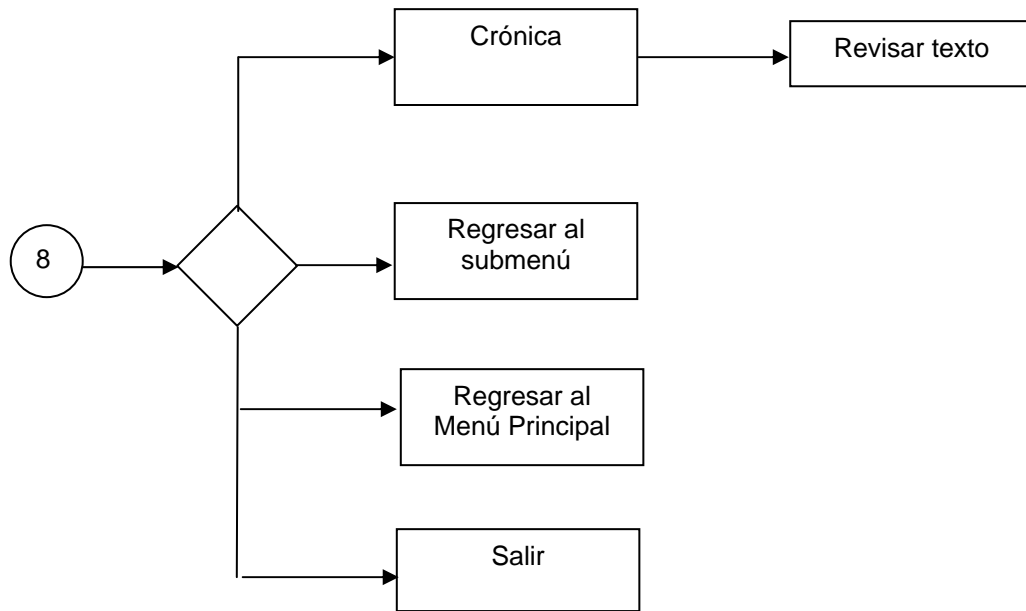 Crónica
Revisar texto
8
Regresar al
submenú
Regresar al
Menú Principal
Salir